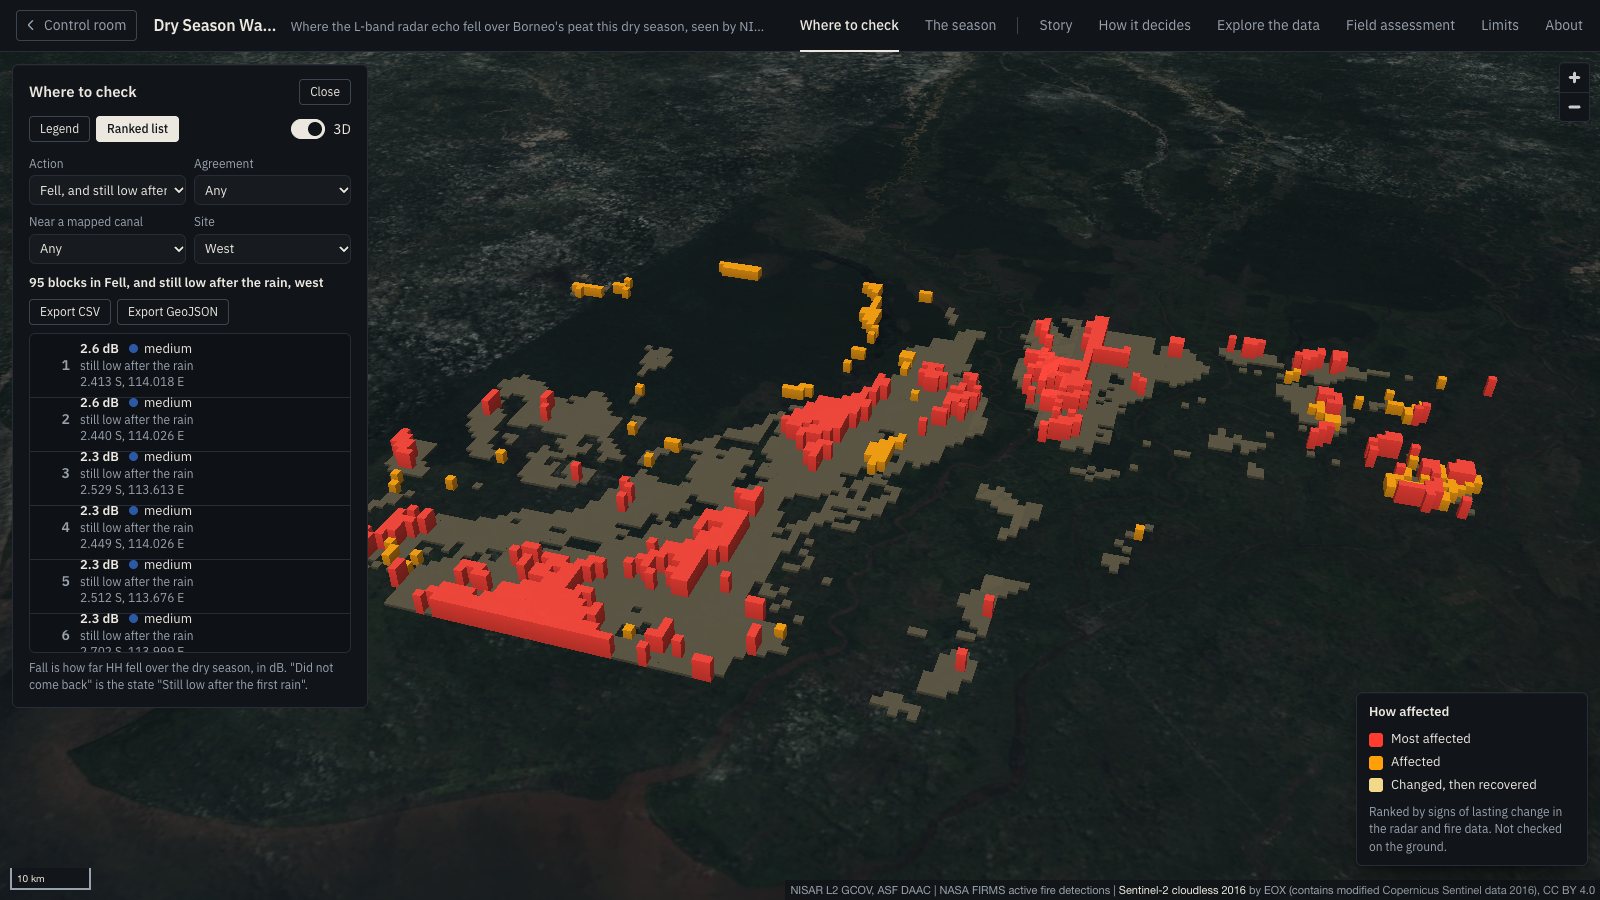 Control room
Dry Season Wa...
Where the L-band radar echo fell over Borneo's peat this dry season, seen by NI...
Where to check
The season
Story
How it decides
Explore the data
Field assessment
Limits
About
Where to check
Close
Legend
Ranked list
3D
Action
Agreement
Fell, and still low after
Any
Near a mapped canal
Site
Any
West
95 blocks in Fell, and still low after the rain, west
Export CSV
Export GeoJSON
1
2.6 dB medium
still low after the rain
2.413 S, 114.018 E
2
2.6 dB medium
still low after the rain
2.440 S, 114.026 E
3
2.3 dB medium
still low after the rain
2.529 S, 113.613 E
4
2.3 dB medium
still low after the rain
2.449 S, 114.026 E
5
2.3 dB medium
still low after the rain
2.512 S, 113.676 E
6
2.3 dB medium
still low after the rain
2.702 S, 113.999 E
Fall is how far HH fell over the dry season, in dB. "Did not
come back" is the state "Still low after the first rain".
+
−
How affected
Most affected
Affected
Changed, then recovered
Ranked by signs of lasting change in
the radar and fire data. Not checked
on the ground.
10 km
NISAR L2 GCOV, ASF DAAC | NASA FIRMS active fire detections | Sentinel-2 cloudless 2016 by EOX (contains modified Copernicus Sentinel data 2016), CC BY 4.0